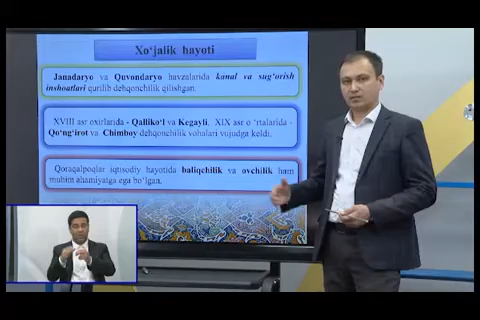 Xo‘jalik hayoti
Janadaryo va Quvondaryo havzalarida kanal va sug‘orish
inshoatlari qurilib dehqonchilik qilishgan.
XVIII asr oxirlarida - Qalliko‘l va Kegayli, XIX asr o ‘rtalarida -
Qo‘ng‘irot va Chimboy dehqonchilik vohalari vujudga keldi.
Qoraqalpoqlar iqtisodiy hayotida baliqchilik va ovchilik ham
muhim ahamiyatga ega bo‘lgan.